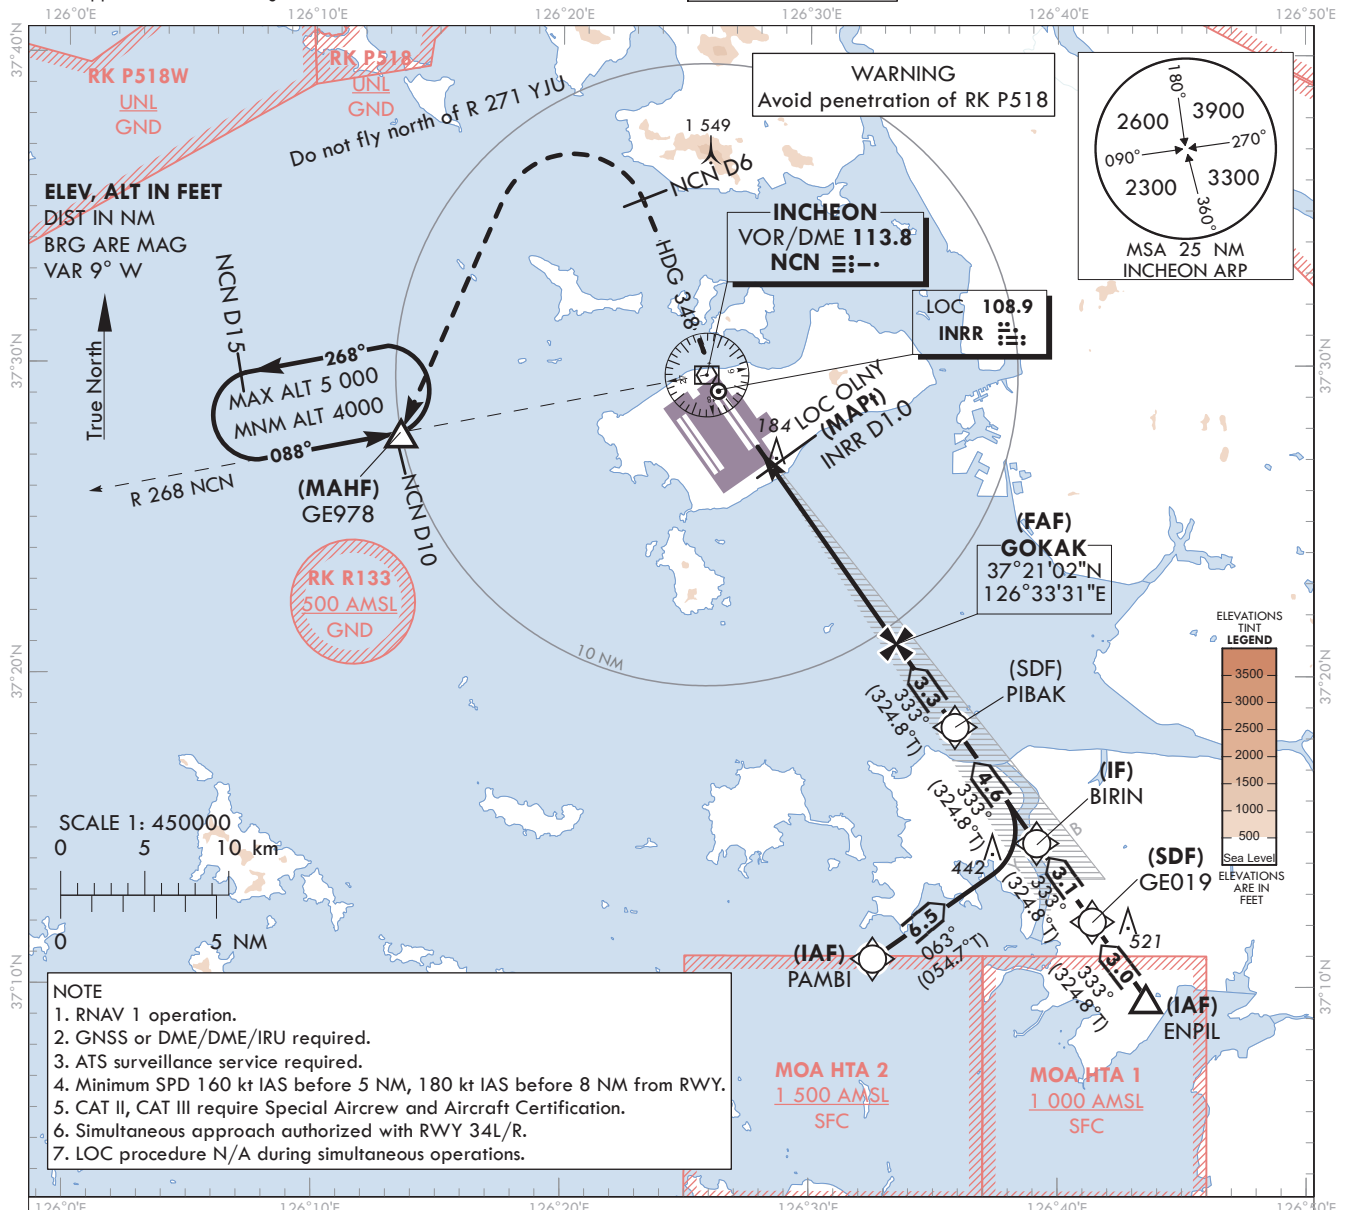 126°0'E
126°10'E
126°20'E
126°30'E
126°40'E
126°50'E
37°40'N
37°40'N
RK P518W
UNL
GND
RK P518
UNL
GND
Do not fly north of R 271 YJU
WARNING
Avoid penetration of RK P518
180°
2600
3900
090°
270°
2300
3300
360°
MSA 25 NM
INCHEON ARP
1 549
NCN D6
ELEV, ALT IN FEET
DIST IN NM
BRG ARE MAG
VAR 9° W
True North
INCHEON
VOR/DME 113.8
NCN
LOC 108.9
INRR
HDG 348°
NCN D15
268°
MAX ALT 5 000
MNM ALT 4000
088°
R 268 NCN
(MAHF)
GE978
NCN D10
37°30'N
37°30'N
184
LOC OLNY
(MAPt)
INRR D1.0
RK R133
500 AMSL
GND
(FAF)
GOKAK
37°21'02"N
126°33'31"E
10 NM
37°20'N
37°20'N
ELEVATIONS
TINT
LEGEND
3500
3000
2500
2000
1500
1000
500
Sea Level
ELEVATIONS
ARE IN
FEET
3.3
333°
(324.8°T)
(SDF)
PIBAK
4.6
333°
(324.8°T)
(IF)
BIRIN
442
3.1
333°
(324.8°T)
(SDF)
GE019
521
3.0
333°
(324.8°T)
(IAF)
ENPIL
6.5
063°
(054.7°T)
(IAF)
PAMBI
SCALE 1: 450000
0 5 10 km
0 5 NM
37°10'N
37°10'N
NOTE
1. RNAV 1 operation.
2. GNSS or DME/DME/IRU required.
3. ATS surveillance service required.
4. Minimum SPD 160 kt IAS before 5 NM, 180 kt IAS before 8 NM from RWY.
5. CAT II, CAT III require Special Aircrew and Aircraft Certification.
6. Simultaneous approach authorized with RWY 34L/R.
7. LOC procedure N/A during simultaneous operations.
MOA HTA 2
1 500 AMSL
SFC
MOA HTA 1
1 000 AMSL
SFC